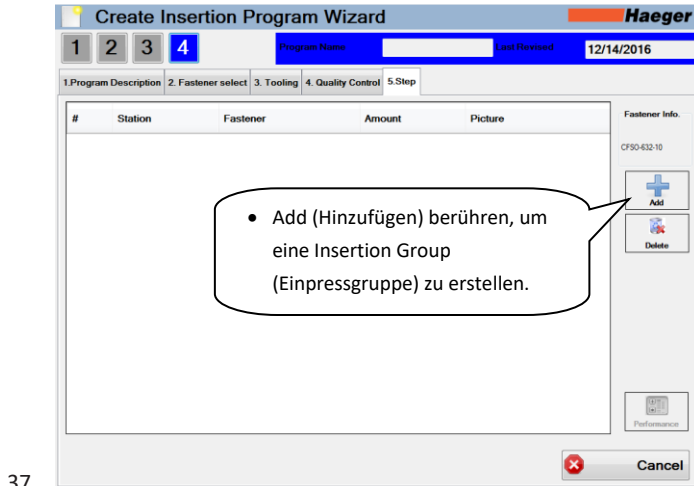 Create Insertion Program Wizard
Haeger
1 2 3 4 Program Name Last Revised 12/14/2016
1.Program Description 2. Fastener select 3. Tooling 4. Quality Control 5.Step
# Station Fastener Amount Picture
Fastener Info.
CFSO-632-10
Add
Delete
• Add (Hinzufügen) berühren, um
eine Insertion Group
(Einpressgruppe) zu erstellen.
Performance
Cancel
37